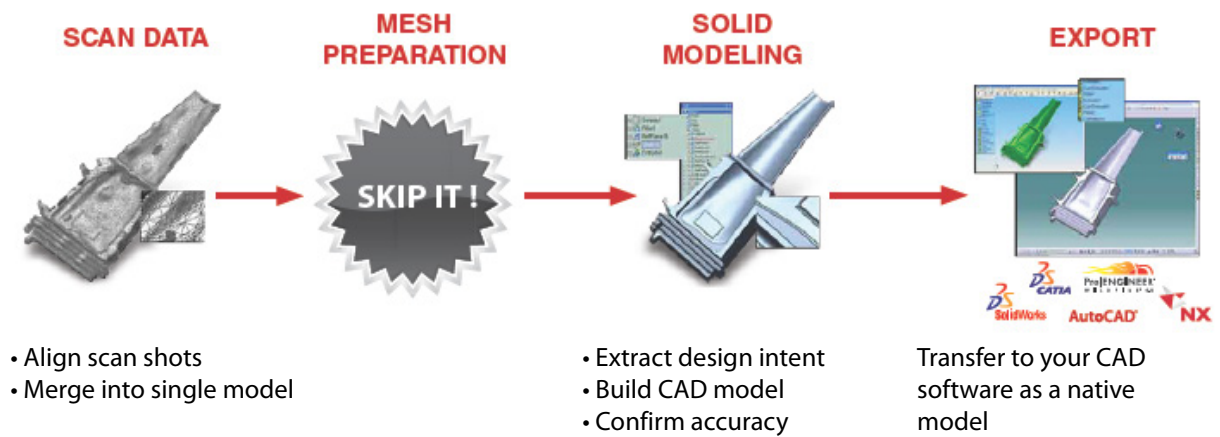 SCAN DATA
MESH
PREPARATION
SOLID
MODELING
EXPORT
SKIP IT !
CATIA
Pro|ENGINEER
SolidWorks
AutoCAD
NX
• Align scan shots
• Merge into single model
• Extract design intent
• Build CAD model
• Confirm accuracy
Transfer to your CAD
software as a native
model